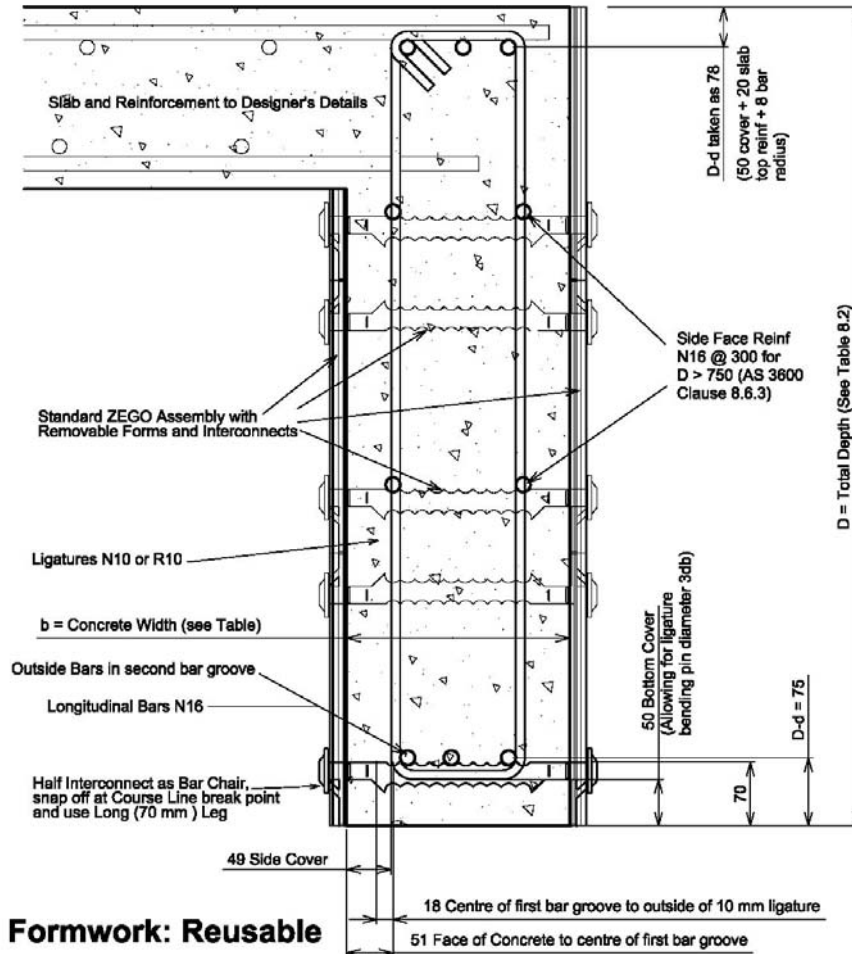 D-d taken as 78
(50 cover + 20 slab
top reinf + 8 bar
radius)
Slab and Reinforcement to Designer's Details
Side Face Reinf
N16 @ 300 for
D > 750 (AS 3600
Clause 8.6.3)
D = Total Depth (See Table 8.2)
Standard ZEGO Assembly with
Removable Forms and Interconnects
Ligatures N10 or R10
b = Concrete Width (see Table)
Outside Bars in second bar groove
Longitudinal Bars N16
50 Bottom Cover
(Allowing for ligature
bending pin diameter 3db)
D-d = 75
70
Half Interconnect as Bar Chair,
snap off at Course Line break point
and use Long (70 mm ) Leg
49 Side Cover
18 Centre of first bar groove to outside of 10 mm ligature
Formwork: Reusable
51 Face of Concrete to centre of first bar groove